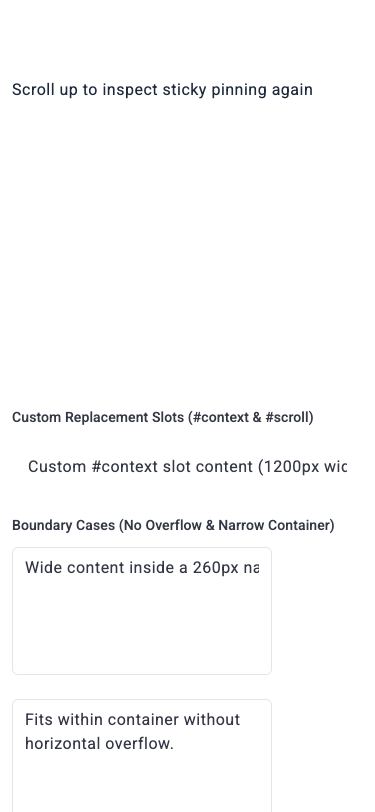 Scroll up to inspect sticky pinning again
Custom Replacement Slots (#context & #scroll)
Custom #context slot content (1200px
Boundary Cases (No Overflow & Narrow Container)
Wide content inside a 260px
Fits within container without
horizontal overflow.